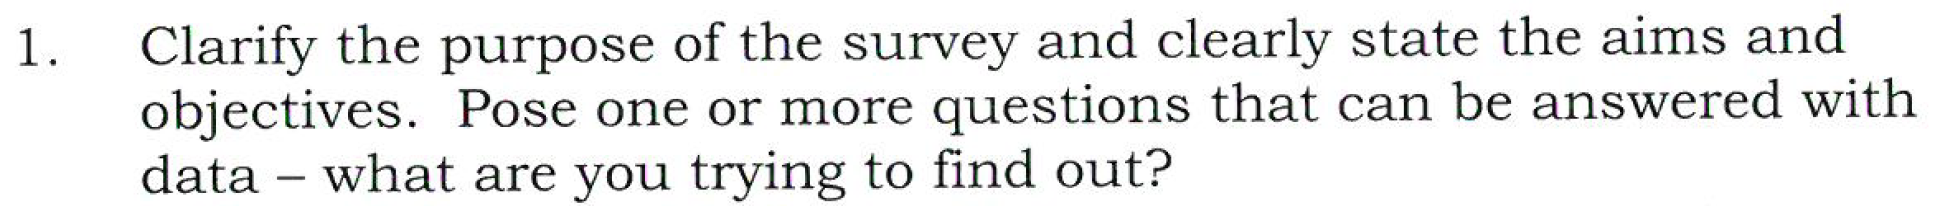 1. Clarify the purpose of the survey and clearly state the aims and
objectives. Pose one or more questions that can be answered with
data – what are you trying to find out?